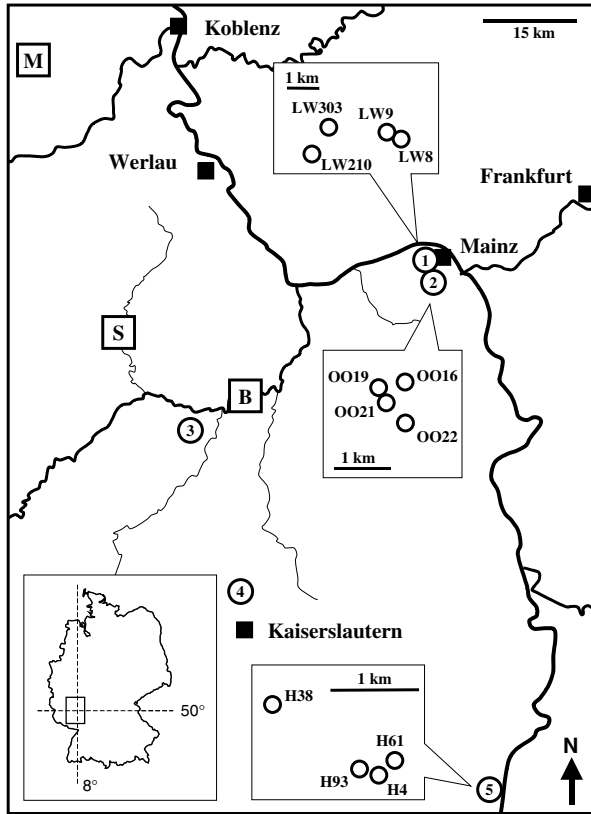 Koblenz
15 km
M
1 km
LW303
LW9
LW8
LW210
Werlau
Frankfurt
Mainz
1
2
S
OO19
OO16
OO21
OO22
1 km
B
3
4
Kaiserslautern
1 km
H38
H61
H93
H4
5
N
50°
8°